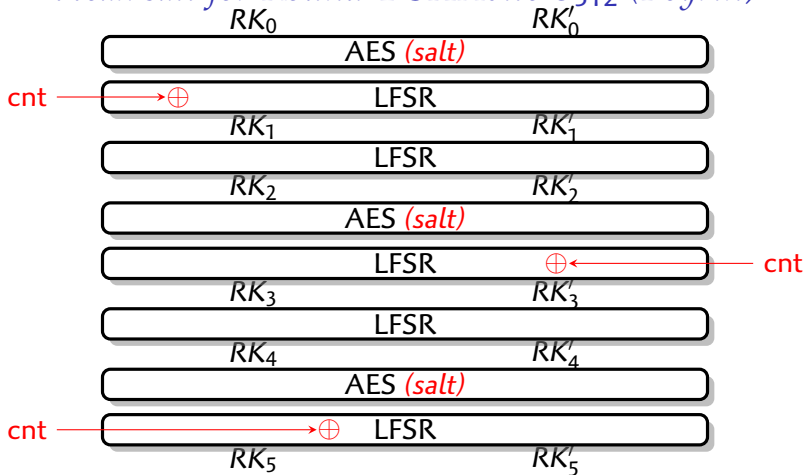 RK₀ RK′₀
AES (salt)
cnt ⊕ LFSR
RK₁ RK′₁
LFSR
RK₂ RK′₂
AES (salt)
LFSR ⊕ cnt
RK₃ RK′₃
LFSR
RK₄ RK′₄
AES (salt)
cnt ⊕ LFSR
RK₅ RK′₅